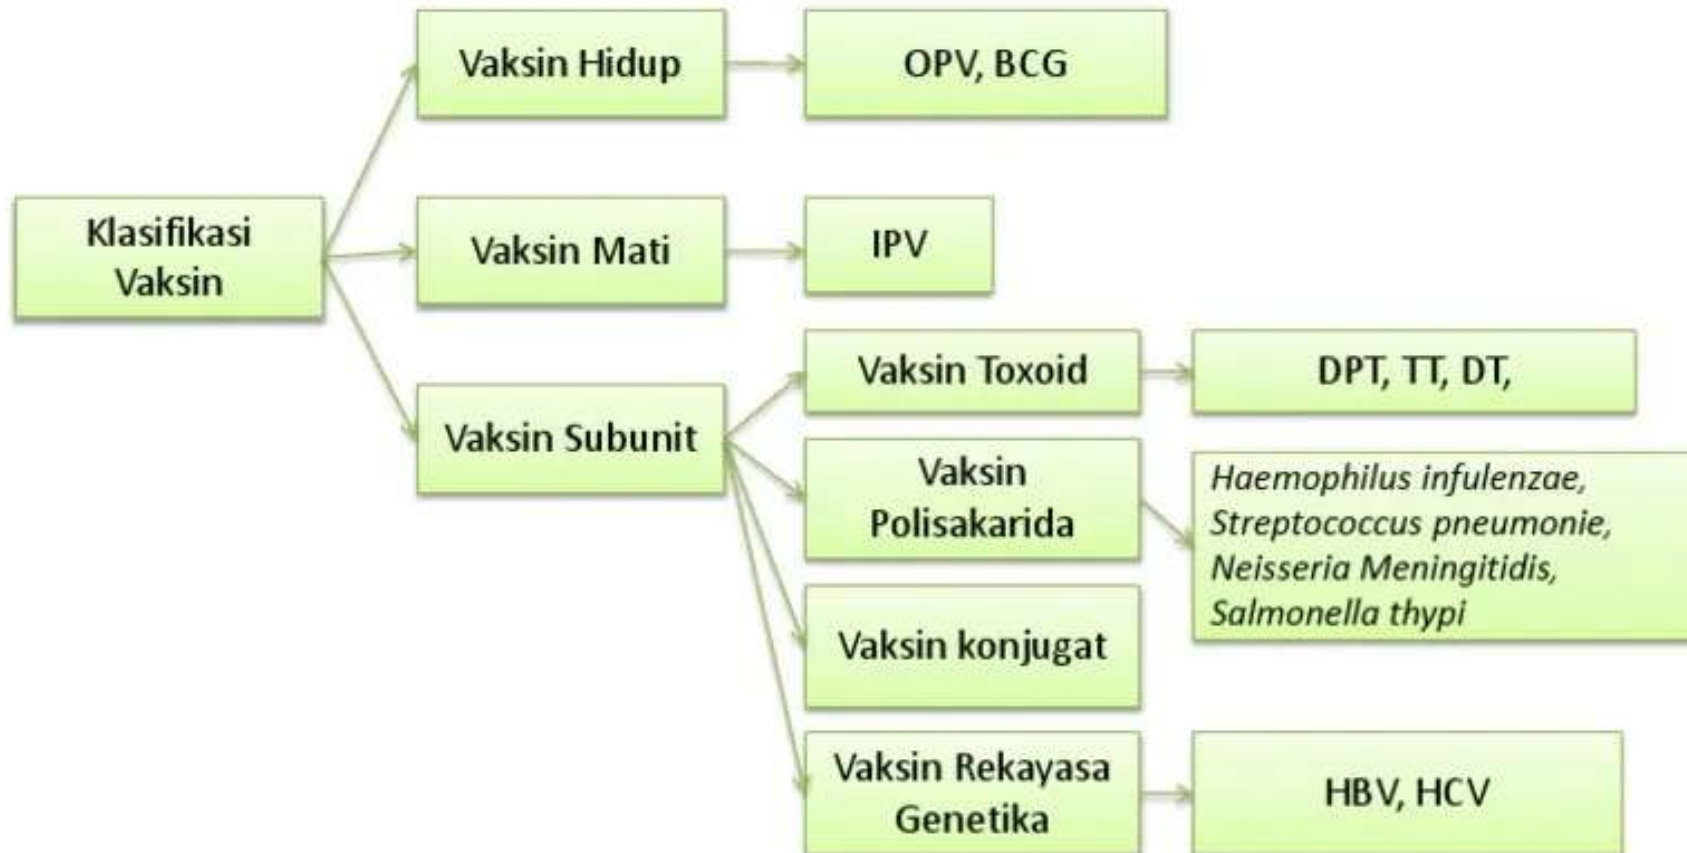 Vaksin Hidup
OPV, BCG
Klasifikasi
Vaksin
Vaksin Mati
IPV
Vaksin Subunit
Vaksin Toxoid
DPT, TT, DT,
Vaksin
Polisakarida
Haemophilus infulenzae,
Streptococcus pneumonie,
Neisseria Meningitidis,
Salmonella thypi
Vaksin konjugat
Vaksin Rekayasa
Genetika
HBV, HCV